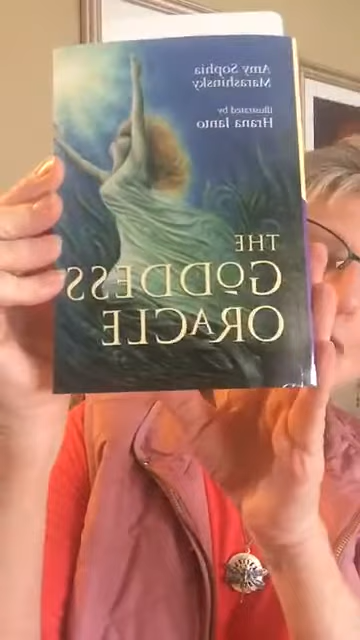 Amy Sophia
Marashinsky
illustrated by
Hrana Janto
THE
GODDESS
ORACLE